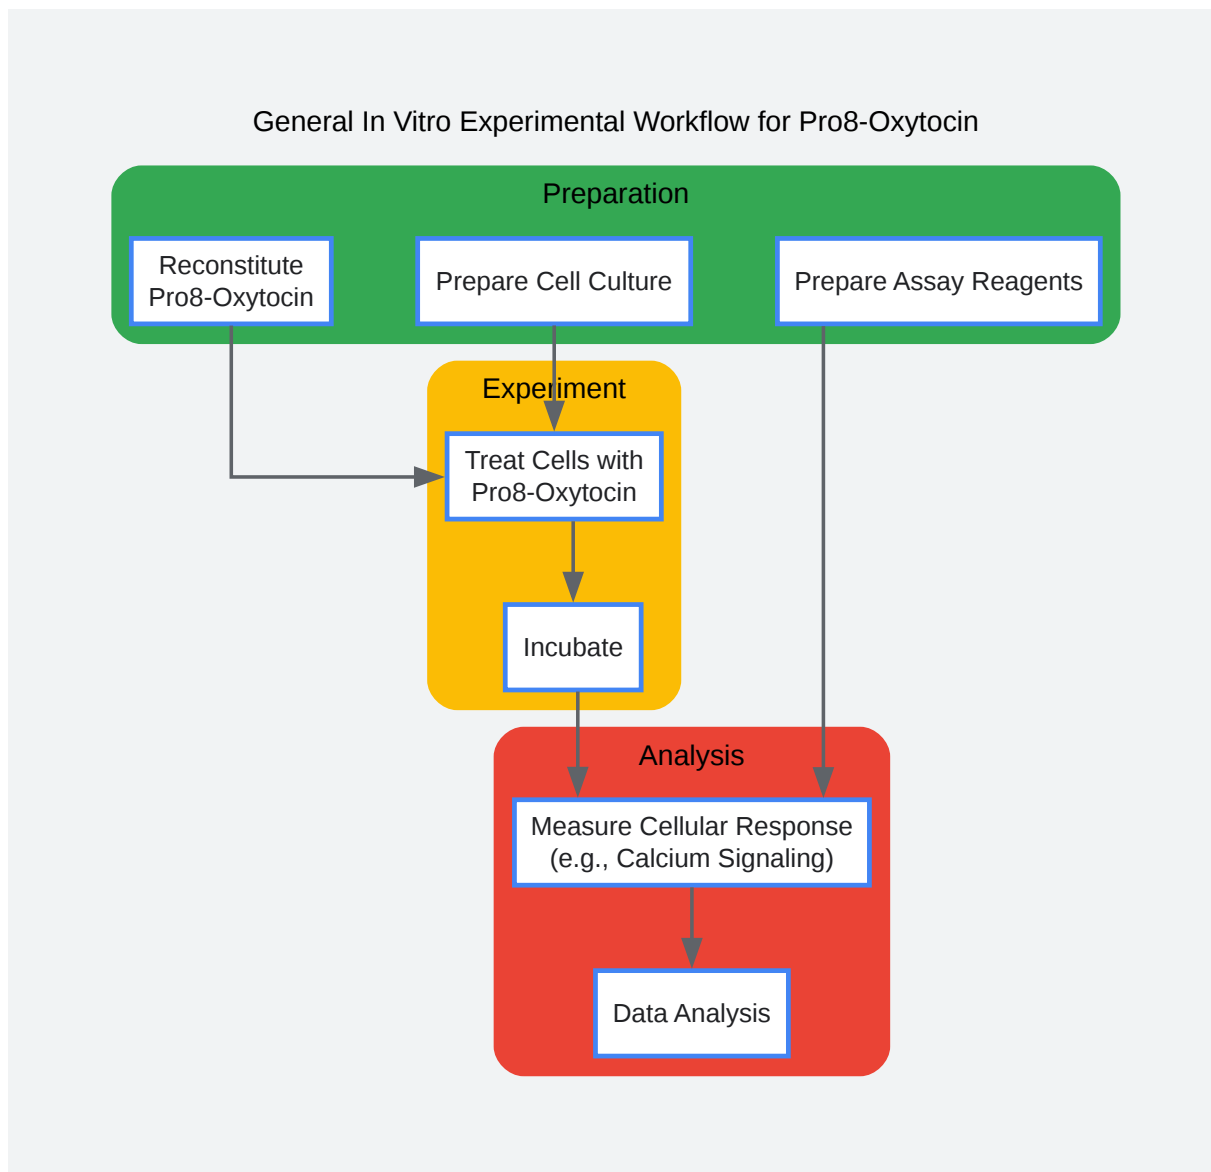 General In Vitro Experimental Workflow for Pro8-Oxytocin
Preparation
Reconstitute
Pro8-Oxytocin
Prepare Cell Culture
Prepare Assay Reagents
Experiment
Treat Cells with
Pro8-Oxytocin
Incubate
Analysis
Measure Cellular Response
(e.g., Calcium Signaling)
Data Analysis